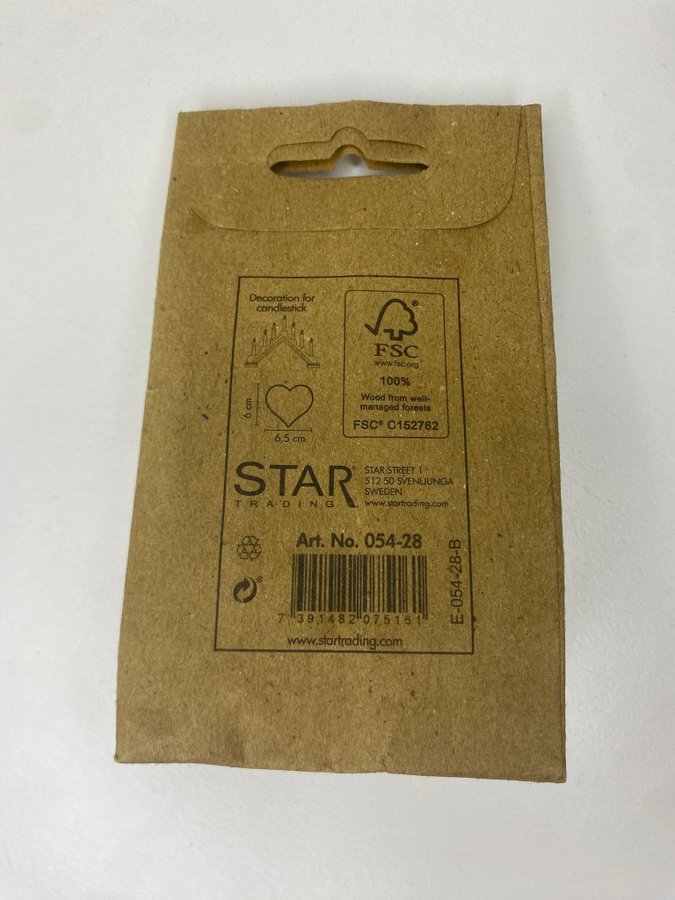 Decoration for
candlestick
6 cm
6,5 cm
®
FSC
www.fsc.org
100%
Wood from well-
managed forests
FSC® C152762
STAR®
TRADING
STAR STREET 1
512 50 SVENLJUNGA
SWEDEN
www.startrading.com
Art. No. 054-28
7 391482 075161
E-054-28-B
www.startrading.com